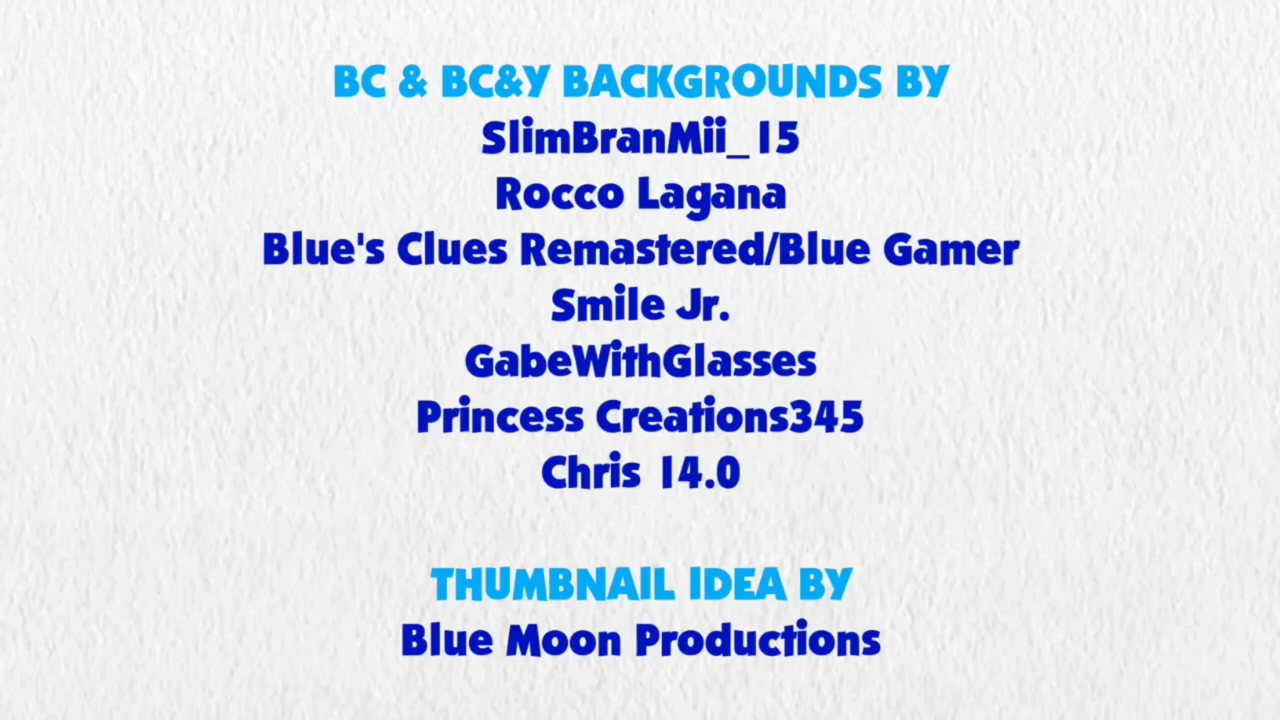 BC & BC&Y BACKGROUNDS BY
SlimBranMii_15
Rocco Lagana
Blue's Clues Remastered/Blue Gamer
Smile Jr.
GabeWithGlasses
Princess Creations345
Chris 14.0
THUMBNAIL IDEA BY
Blue Moon Productions